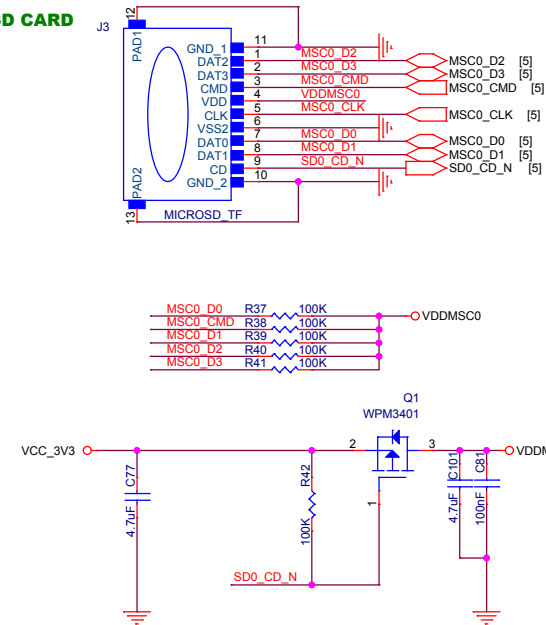 SD CARD
J3
12
PAD1
GND_1 11
DAT2 1 MSC0_D2 MSC0_D2 [5]
DAT3 2 MSC0_D3 MSC0_D3 [5]
CMD 3 MSC0_CMD MSC0_CMD [5]
VDD 4 VDDMSC0
CLK 5 MSC0_CLK MSC0_CLK [5]
VSS2 6
DAT0 7 MSC0_D0 MSC0_D0 [5]
DAT1 8 MSC0_D1 MSC0_D1 [5]
CD 9 SD0_CD_N SD0_CD_N [5]
GND_2 10
PAD2
13
MICROSD_TF
MSC0_D0 R37 100K VDDMSC0
MSC0_CMD R38 100K
MSC0_D1 R39 100K
MSC0_D2 R40 100K
MSC0_D3 R41 100K
Q1
WPM3401
VCC_3V3 2 3 VDDM
C77
4.7uF
R42
100K
1
C101
4.7uF
C81
100nF
SD0_CD_N